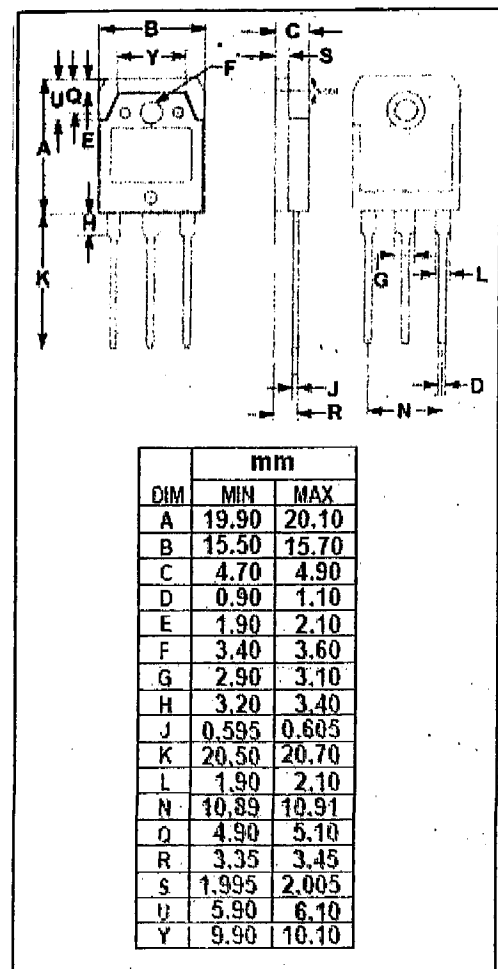 B
C
Y
S
F
U Q
A
E
H
K
G
L
J
R
N
D
mm
DIM MIN MAX
A 19.90 20.10
B 15.50 15.70
C 4.70 4.90
D 0.90 1.10
E 1.90 2.10
F 3.40 3.60
G 2.90 3.10
H 3.20 3.40
J 0.595 0.605
K 20.50 20.70
L 1.90 2.10
N 10.89 10.91
Q 4.90 5.10
R 3.35 3.45
S 1.995 2.005
U 5.90 6.10
Y 9.90 10.10